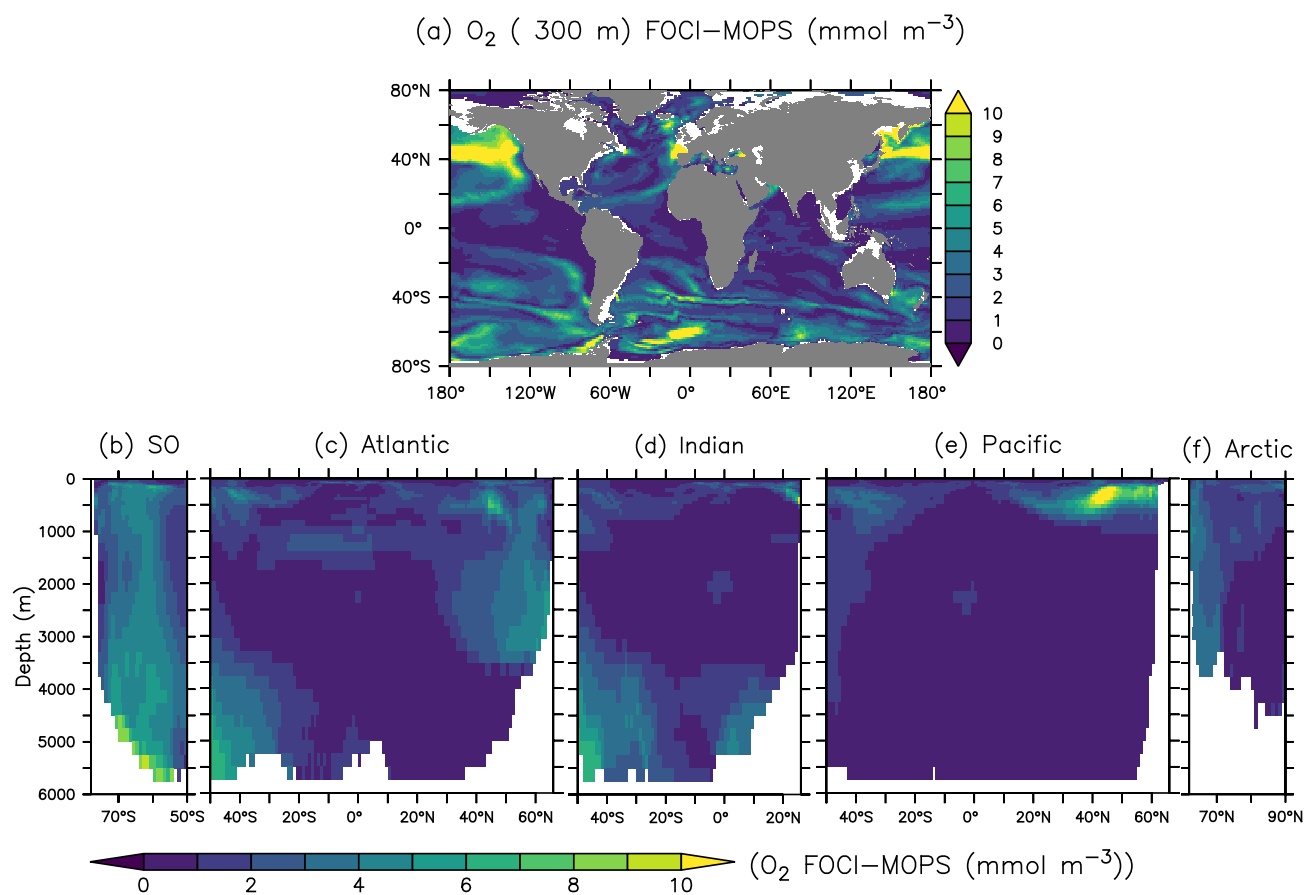 (a) O₂ ( 300 m) FOCI–MOPS (mmol m⁻³)
80°N
40°N
0°
40°S
80°S
180° 120°W 60°W 0° 60°E 120°E 180°
10
9
8
7
6
5
4
3
2
1
0
(b) SO (c) Atlantic (d) Indian (e) Pacific (f) Arctic
Depth (m)
0
1000
2000
3000
4000
5000
6000
70°S 50°S 40°S 20°S 0° 20°N 40°N 60°N 40°S 20°S 0° 20°N 40°S 20°S 0° 20°N 40°N 60°N 70°N 90°N
0 2 4 6 8 10
(O₂ FOCI–MOPS (mmol m⁻³))